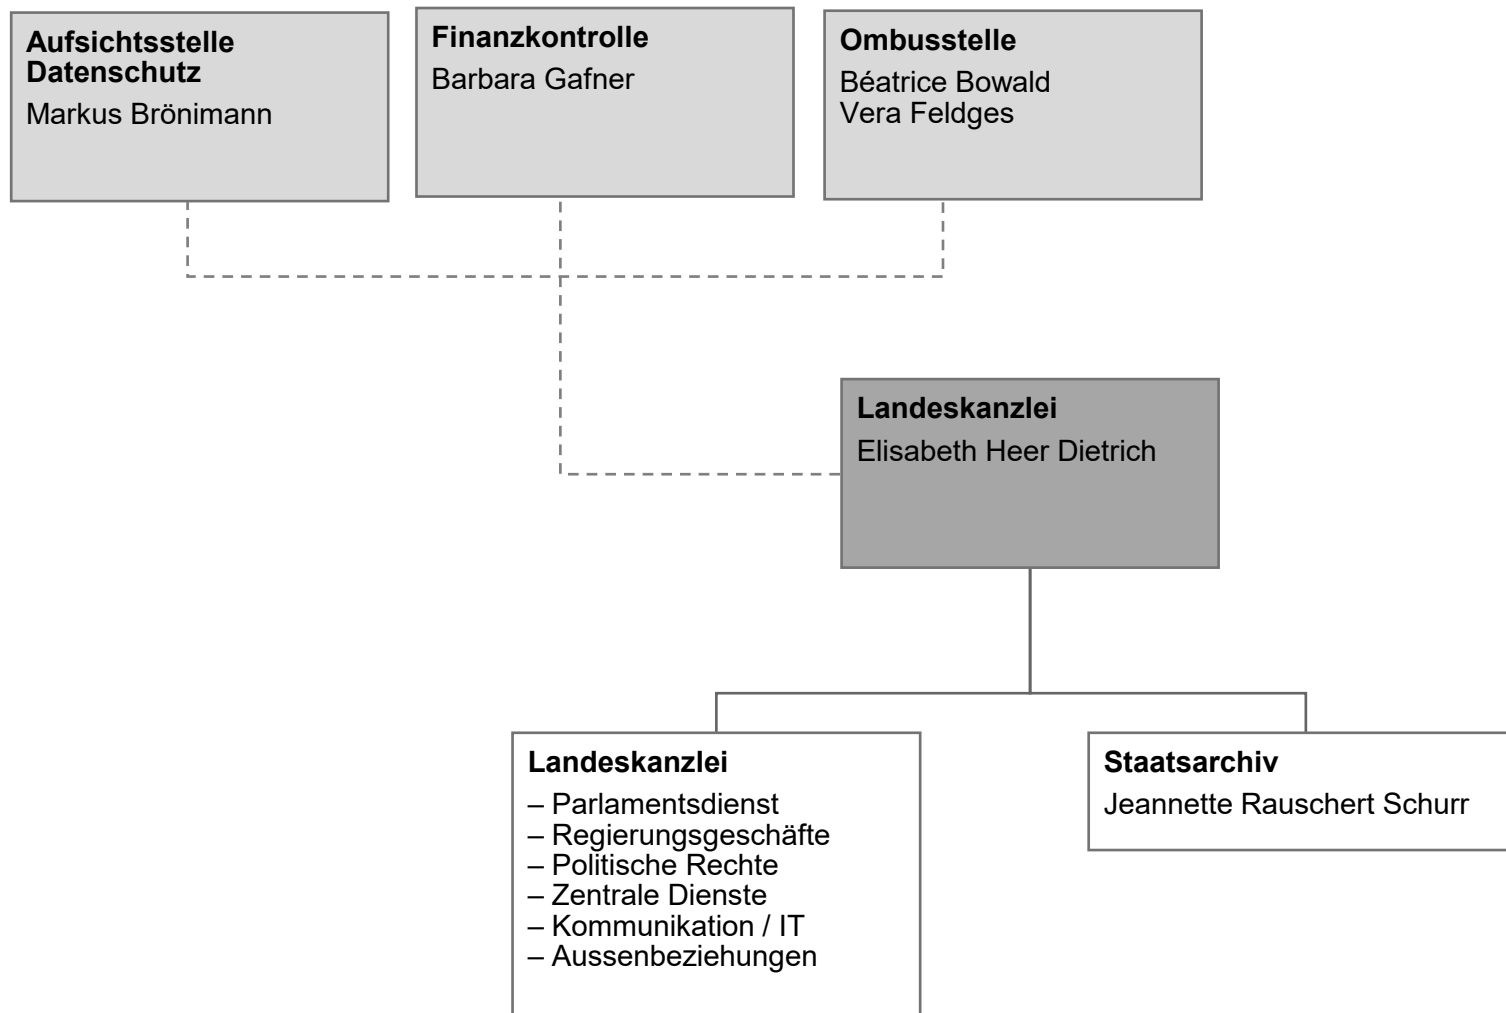 Aufsichtsstelle
Datenschutz
Markus Brönimann
Finanzkontrolle
Barbara Gafner
Ombusstelle
Béatrice Bowald
Vera Feldges
Landeskanzlei
Elisabeth Heer Dietrich
Landeskanzlei
– Parlamentsdienst
– Regierungsgeschäfte
– Politische Rechte
– Zentrale Dienste
– Kommunikation / IT
– Aussenbeziehungen
Staatsarchiv
Jeannette Rauschert Schurr